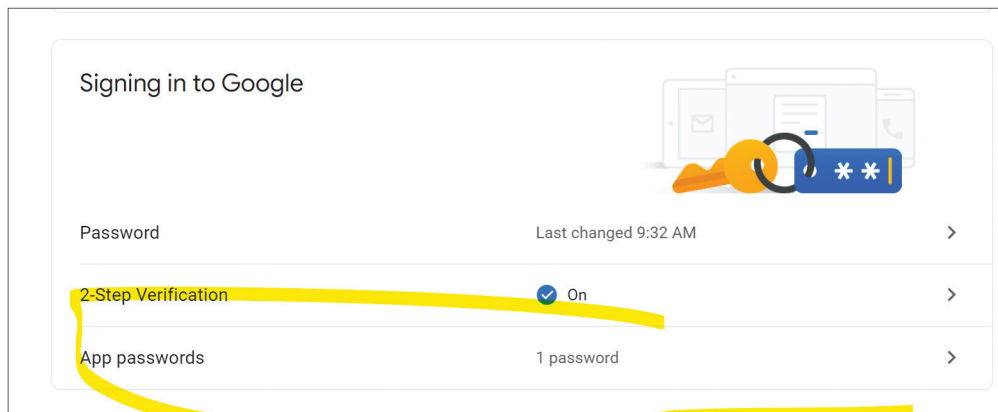 Signing in to Google
**
Password Last changed 9:32 AM
2-Step Verification On
App passwords 1 password